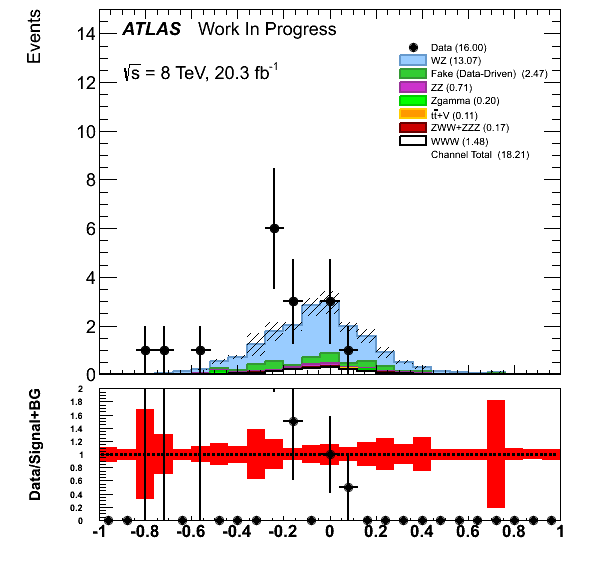 Events
ATLAS Work In Progress
√s = 8 TeV, 20.3 fb⁻¹
Data (16.00)
WZ (13.07)
Fake (Data-Driven) (2.47)
ZZ (0.71)
Zgamma (0.20)
tt̄+V (0.11)
ZWW+ZZZ (0.17)
WWW (1.48)
Channel Total (18.21)
14
12
10
8
6
4
2
0
Data/Signal+BG
2
1.8
1.6
1.4
1.2
1
0.8
0.6
0.4
0.2
0
-1 -0.8 -0.6 -0.4 -0.2 0 0.2 0.4 0.6 0.8 1